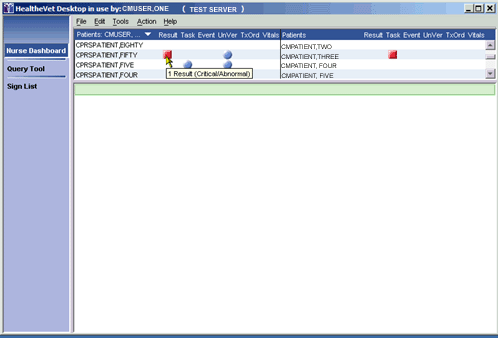 HealtheVet Desktop in use by:CMUSER,ONE ( TEST SERVER )
File Edit Tools Action Help
Nurse Dashboard
Query Tool
Sign List
Patients: CMUSER, ... Result Task Event UnVer TxOrd Vitals
CPRSPATIENT,EIGHTY
CPRSPATIENT,FIFTY
CPRSPATIENT,FIVE
CPRSPATIENT,FOUR
1 Result (Critical/Abnormal)
Patients Result Task Event UnVer TxOrd Vitals
CMPATIENT,TWO
CMPATIENT,THREE
CMPATIENT, FOUR
CMPATIENT, FIVE